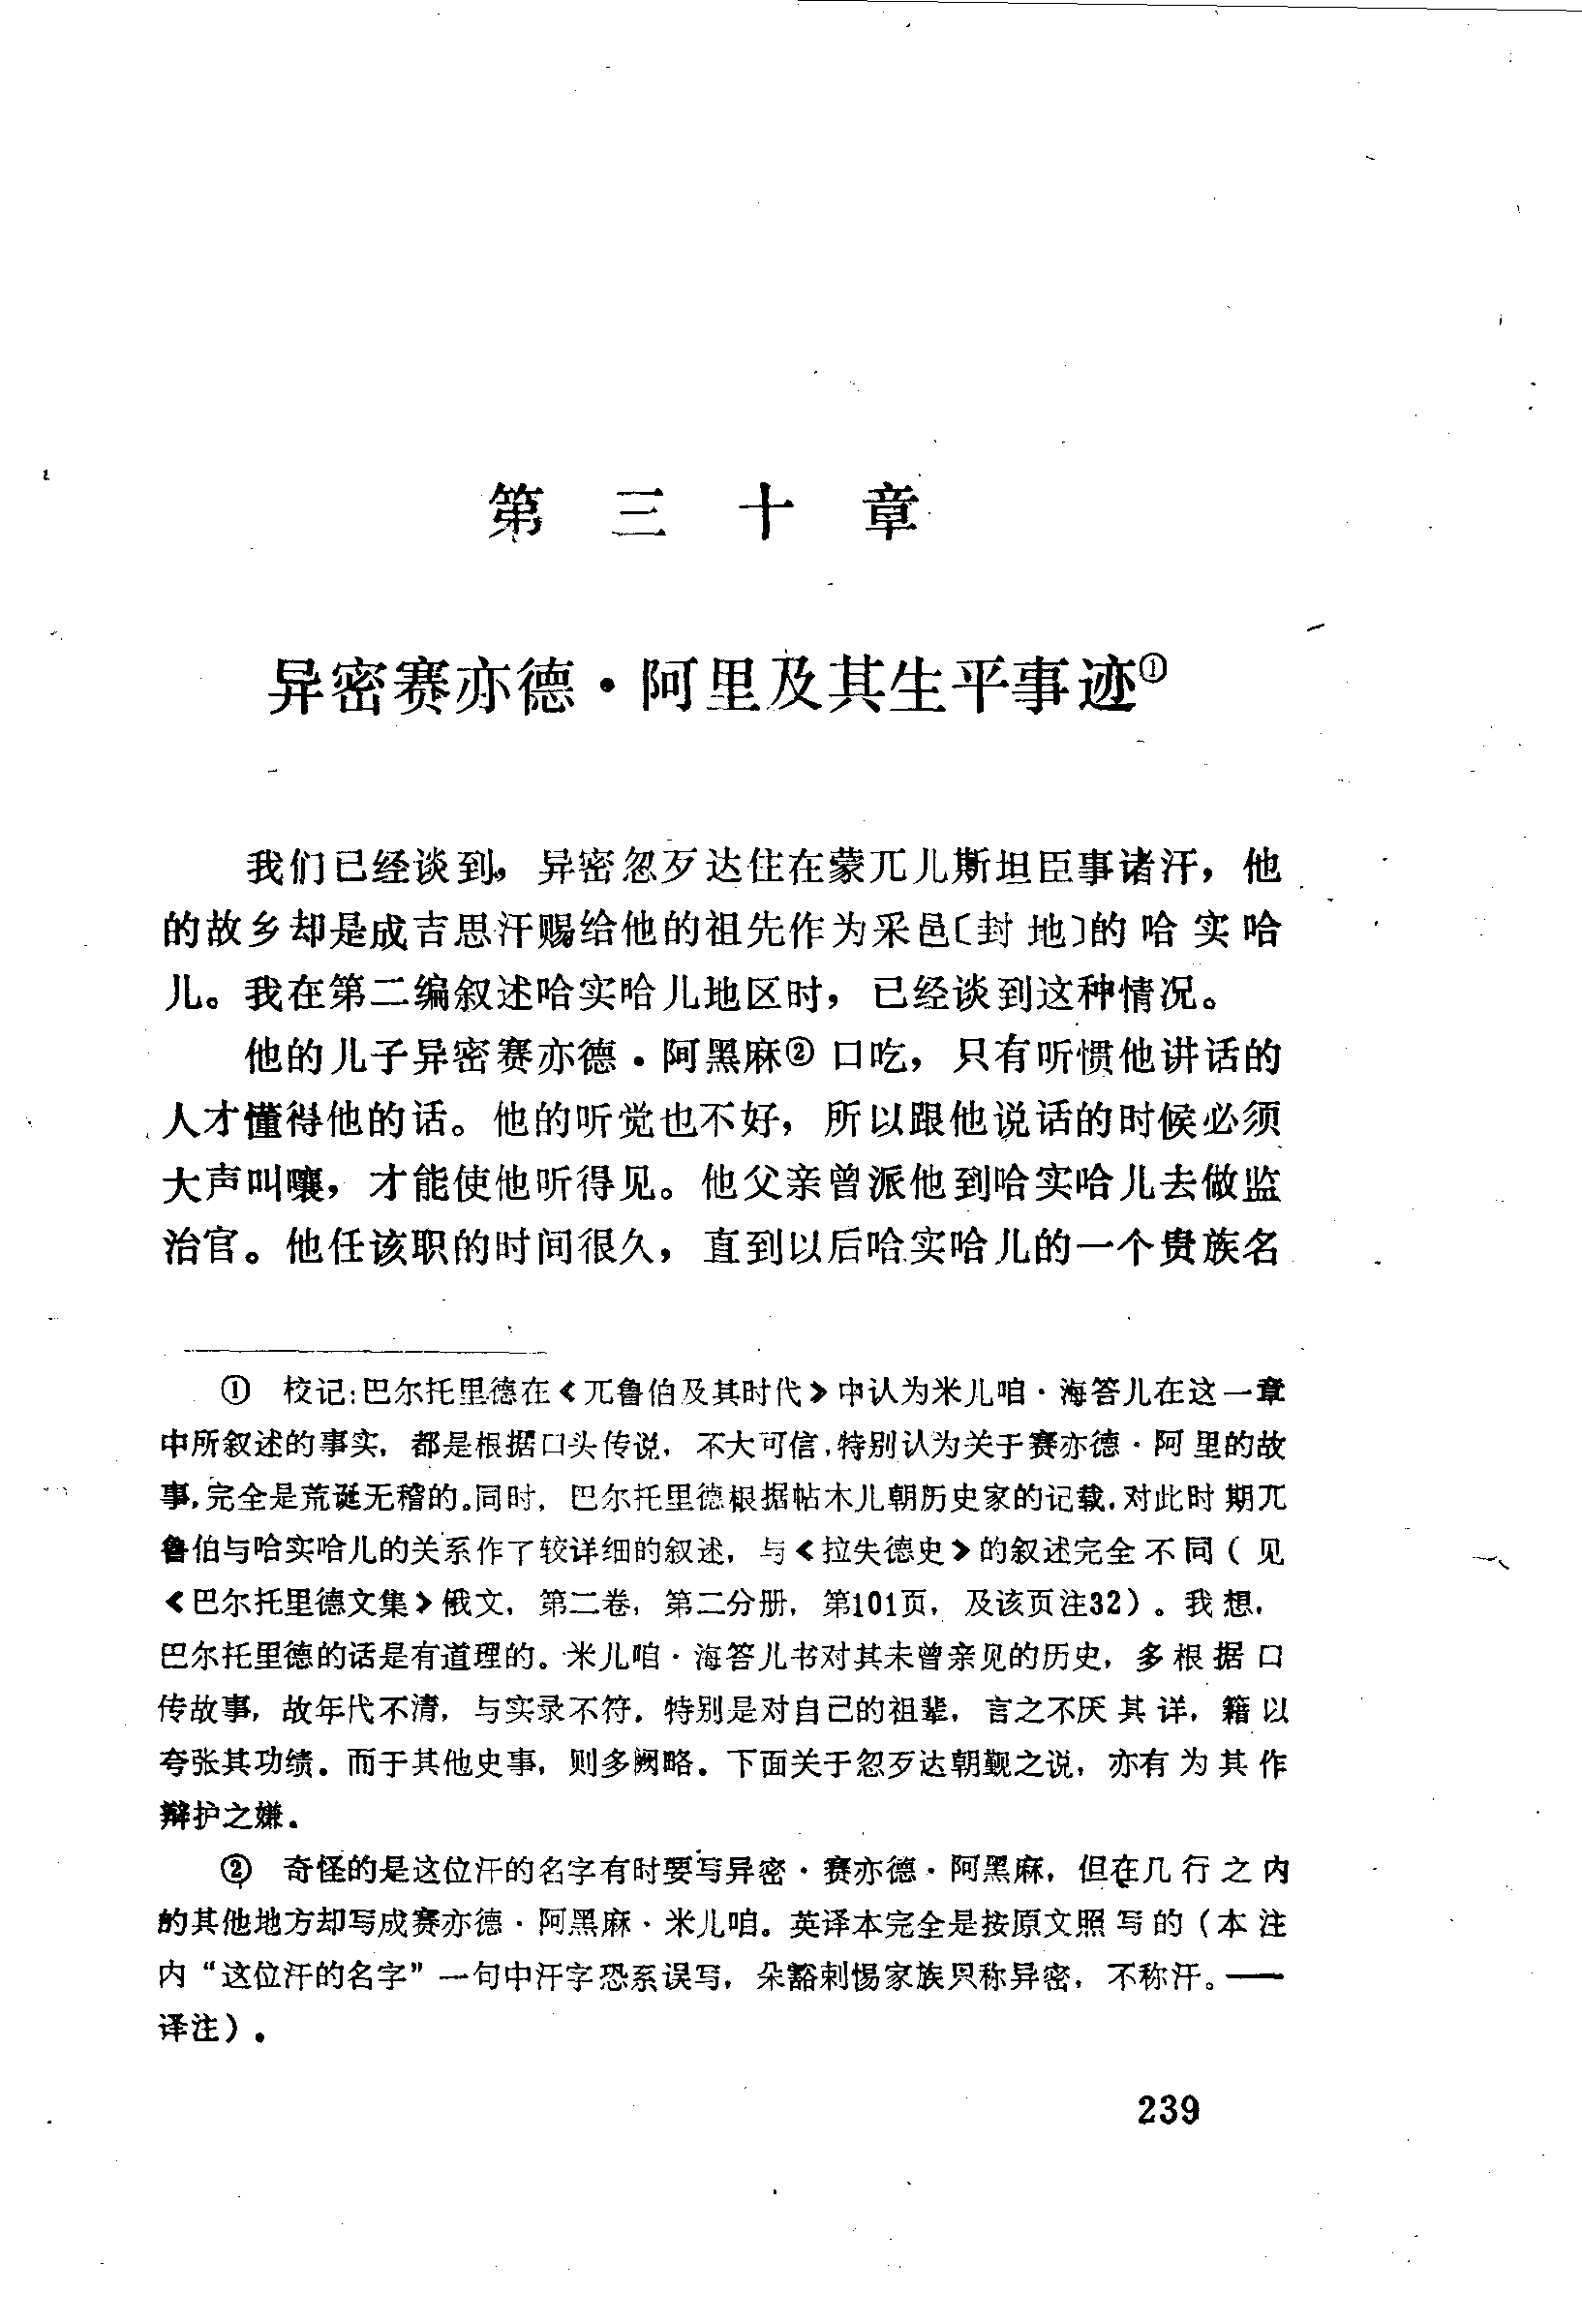 第三十章
异密赛亦德·阿里及其生平事迹①
我们已经谈到，异密忽歹达住在蒙兀儿斯坦臣事诸汗，他
的故乡却是成吉思汗赐给他的祖先作为采邑〔封地〕的哈实哈
儿。我在第二编叙述哈实哈儿地区时，已经谈到这种情况。
他的儿子异密赛亦德·阿黑麻②口吃，只有听惯他讲话的
人才懂得他的话。他的听觉也不好，所以跟他说话的时候必须
大声叫嚷，才能使他听得见。他父亲曾派他到哈实哈儿去做监
治官。他任该职的时间很久，直到以后哈实哈儿的一个贵族名
① 校记：巴尔托里德在《兀鲁伯及其时代》中认为米儿咱·海答儿在这一章
中所叙述的事实，都是根据口头传说，不大可信，特别认为关于赛亦德·阿里的故
事，完全是荒诞无稽的。同时，巴尔托里德根据帖木儿朝历史家的记载，对此时期兀
鲁伯与哈实哈儿的关系作了较详细的叙述，与《拉失德史》的叙述完全不同（见
《巴尔托里德文集》俄文，第二卷，第二分册，第101页，及该页注32）。我想，
巴尔托里德的话是有道理的。米儿咱·海答儿书对其未曾亲见的历史，多根据口
传故事，故年代不清，与实录不符。特别是对自己的祖辈，言之不厌其详，籍以
夸张其功绩。而于其他史事，则多阙略。下面关于忽歹达朝觐之说，亦有为其作
辩护之嫌。
② 奇怪的是这位汗的名字有时要写异密·赛亦德·阿黑麻，但在几行之内
的其他地方却写成赛亦德·阿黑麻·米儿咱。英译本完全是按原文照写的（本注
内“这位汗的名字”一句中汗字恐系误写，朵豁剌惕家族只称异密，不称汗。——
译注）。
239